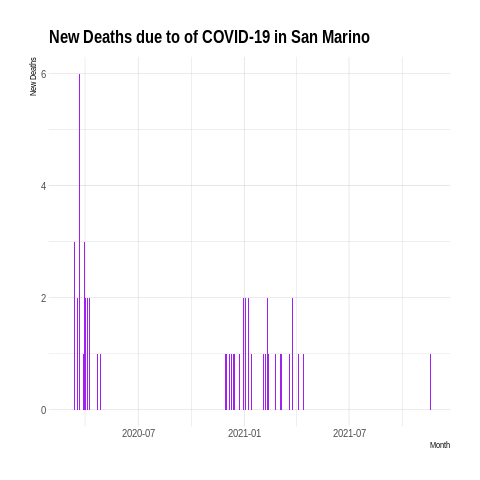 New Deaths due to of COVID-19 in San Marino
New Deaths
6
4
2
0
2020-07 2021-01 2021-07
Month